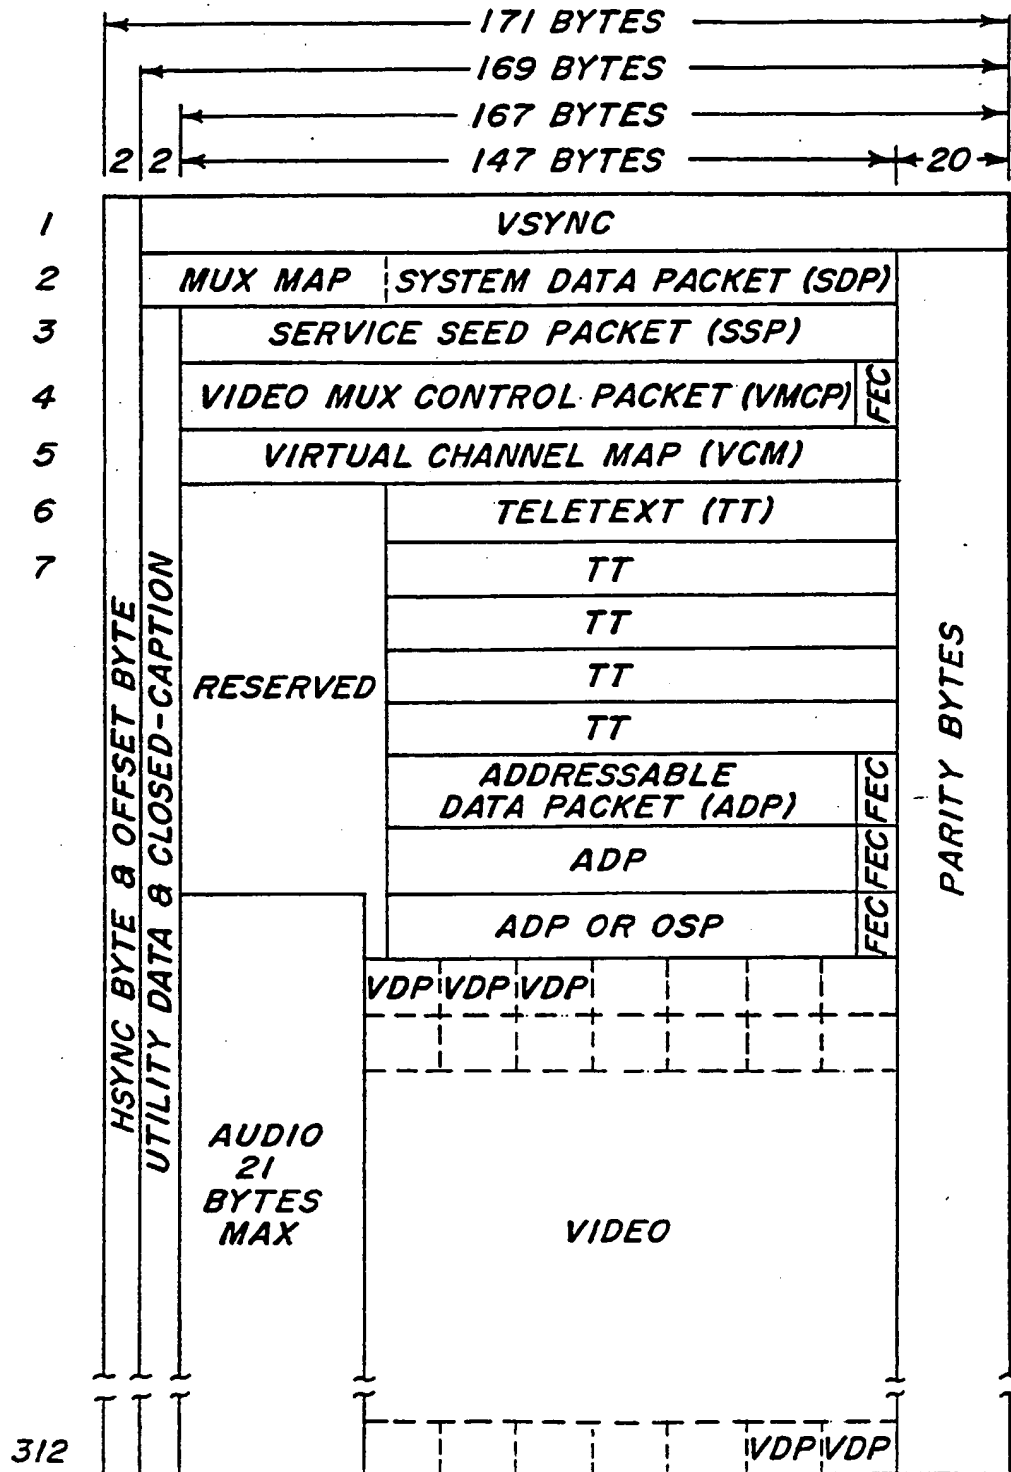 171 BYTES
169 BYTES
167 BYTES
2 2 147 BYTES 20
1 VSYNC
2 MUX MAP SYSTEM DATA PACKET (SDP)
3 SERVICE SEED PACKET (SSP)
4 VIDEO MUX CONTROL PACKET (VMCP) FEC
5 VIRTUAL CHANNEL MAP (VCM)
6 TELETEXT (TT)
7 TT
TT
TT
TT
RESERVED
ADDRESSABLE
DATA PACKET (ADP) FEC
ADP FEC
ADP OR OSP FEC
VDP VDP VDP
HSYNC BYTE & OFFSET BYTE
UTILITY DATA & CLOSED-CAPTION
PARITY BYTES
AUDIO
21
BYTES
MAX
VIDEO
312 VDP VDP